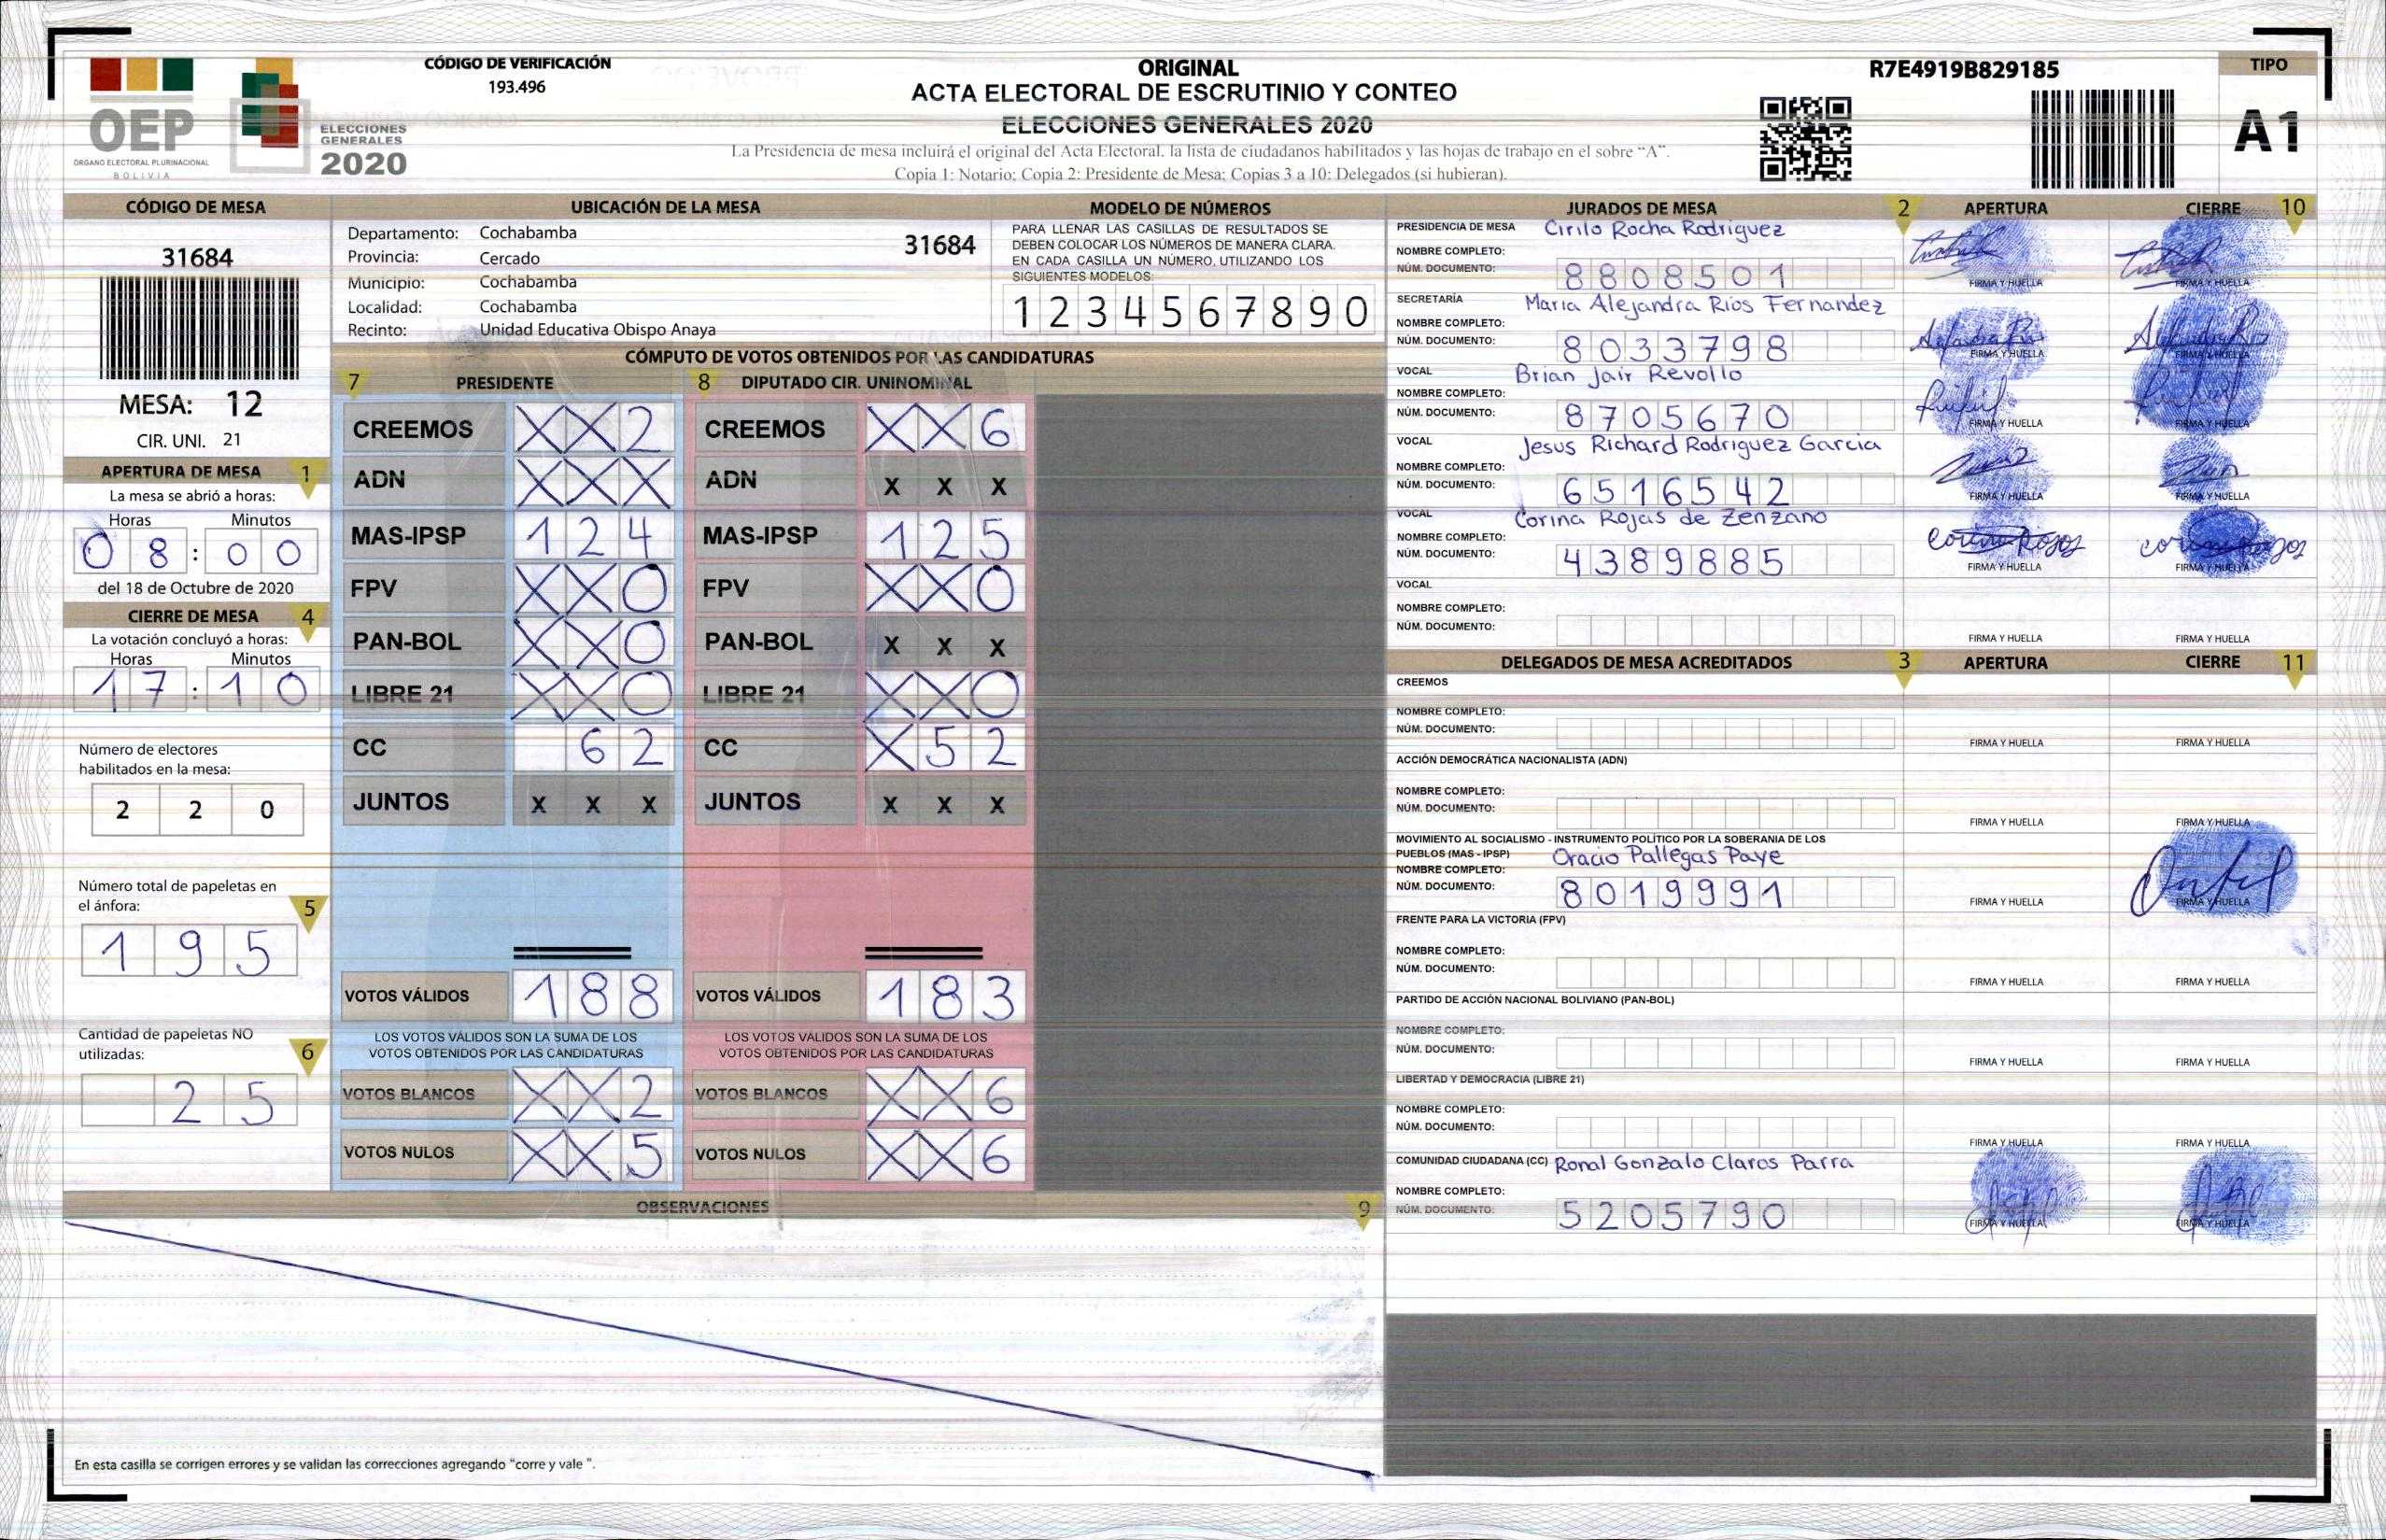 CÓDIGO DE VERIFICACIÓN
193.496
OEP
ÓRGANO ELECTORAL PLURINACIONAL
BOLIVIA
ELECCIONES
GENERALES
2020
ORIGINAL
ACTA ELECTORAL DE ESCRUTINIO Y CONTEO
ELECCIONES GENERALES 2020
La Presidencia de mesa incluirá el original del Acta Electoral, la lista de ciudadanos habilitados y las hojas de trabajo en el sobre “A”.
Copia 1: Notario; Copia 2: Presidente de Mesa; Copias 3 a 10: Delegados (si hubieran).
R7E4919B829185
TIPO
A1
CÓDIGO DE MESA
31684
MESA: 12
CIR. UNI. 21
APERTURA DE MESA 1
La mesa se abrió a horas:
Horas Minutos
08:00
del 18 de Octubre de 2020
CIERRE DE MESA 4
La votación concluyó a horas:
Horas Minutos
17:10
Número de electores
habilitados en la mesa:
2 2 0
Número total de papeletas en
el ánfora: 5
1 9 5
Cantidad de papeletas NO
utilizadas: 6
2 5
UBICACIÓN DE LA MESA
Departamento: Cochabamba 31684
Provincia: Cercado
Municipio: Cochabamba
Localidad: Cochabamba
Recinto: Unidad Educativa Obispo Anaya
MODELO DE NÚMEROS
PARA LLENAR LAS CASILLAS DE RESULTADOS SE
DEBEN COLOCAR LOS NÚMEROS DE MANERA CLARA.
EN CADA CASILLA UN NÚMERO, UTILIZANDO LOS
SIGUIENTES MODELOS:
1 2 3 4 5 6 7 8 9 0
CÓMPUTO DE VOTOS OBTENIDOS POR LAS CANDIDATURAS
7 PRESIDENTE 8 DIPUTADO CIR. UNINOMINAL
CREEMOS X X 2 CREEMOS X X 6
ADN X X X ADN X X X
MAS-IPSP 1 2 4 MAS-IPSP 1 2 5
FPV X X 0 FPV X X 0
PAN-BOL X X 0 PAN-BOL X X X
LIBRE 21 X X 0 LIBRE 21 X X 0
CC 6 2 CC X 5 2
JUNTOS X X X JUNTOS X X X
VOTOS VÁLIDOS 1 8 8 VOTOS VÁLIDOS 1 8 3
LOS VOTOS VÁLIDOS SON LA SUMA DE LOS LOS VOTOS VÁLIDOS SON LA SUMA DE LOS
VOTOS OBTENIDOS POR LAS CANDIDATURAS VOTOS OBTENIDOS POR LAS CANDIDATURAS
VOTOS BLANCOS X X 2 VOTOS BLANCOS X X 6
VOTOS NULOS X X 5 VOTOS NULOS X X 6
OBSERVACIONES 9
En esta casilla se corrigen errores y se validan las correcciones agregando "corre y vale ".
JURADOS DE MESA 2 APERTURA CIERRE 10
PRESIDENCIA DE MESA Cirilo Rocha Rodriguez
NOMBRE COMPLETO:
NÚM. DOCUMENTO: 8808501 FIRMA Y HUELLA FIRMA Y HUELLA
SECRETARÍA Maria Alejandra Rios Fernandez
NOMBRE COMPLETO:
NÚM. DOCUMENTO: 8033798 FIRMA Y HUELLA FIRMA Y HUELLA
VOCAL Brian Jair Revollo
NOMBRE COMPLETO:
NÚM. DOCUMENTO: 8705670 FIRMA Y HUELLA FIRMA Y HUELLA
VOCAL Jesus Richard Rodriguez Garcia
NOMBRE COMPLETO:
NÚM. DOCUMENTO: 6516542 FIRMA Y HUELLA FIRMA Y HUELLA
VOCAL Corina Rojas de Zenzano
NOMBRE COMPLETO:
NÚM. DOCUMENTO: 4389885 FIRMA Y HUELLA FIRMA Y HUELLA
VOCAL
NOMBRE COMPLETO:
NÚM. DOCUMENTO: FIRMA Y HUELLA FIRMA Y HUELLA
DELEGADOS DE MESA ACREDITADOS 3 APERTURA CIERRE 11
CREEMOS
NOMBRE COMPLETO:
NÚM. DOCUMENTO: FIRMA Y HUELLA FIRMA Y HUELLA
ACCIÓN DEMOCRÁTICA NACIONALISTA (ADN)
NOMBRE COMPLETO:
NÚM. DOCUMENTO: FIRMA Y HUELLA FIRMA Y HUELLA
MOVIMIENTO AL SOCIALISMO - INSTRUMENTO POLÍTICO POR LA SOBERANIA DE LOS
PUEBLOS (MAS - IPSP) Oracio Pallegas Paye
NOMBRE COMPLETO:
NÚM. DOCUMENTO: 8019991 FIRMA Y HUELLA FIRMA Y HUELLA
FRENTE PARA LA VICTORIA (FPV)
NOMBRE COMPLETO:
NÚM. DOCUMENTO: FIRMA Y HUELLA FIRMA Y HUELLA
PARTIDO DE ACCIÓN NACIONAL BOLIVIANO (PAN-BOL)
NOMBRE COMPLETO:
NÚM. DOCUMENTO: FIRMA Y HUELLA FIRMA Y HUELLA
LIBERTAD Y DEMOCRACIA (LIBRE 21)
NOMBRE COMPLETO:
NÚM. DOCUMENTO: FIRMA Y HUELLA FIRMA Y HUELLA
COMUNIDAD CIUDADANA (CC) Ronal Gonzalo Claros Parra
NOMBRE COMPLETO:
NÚM. DOCUMENTO: 5205790 FIRMA Y HUELLA FIRMA Y HUELLA